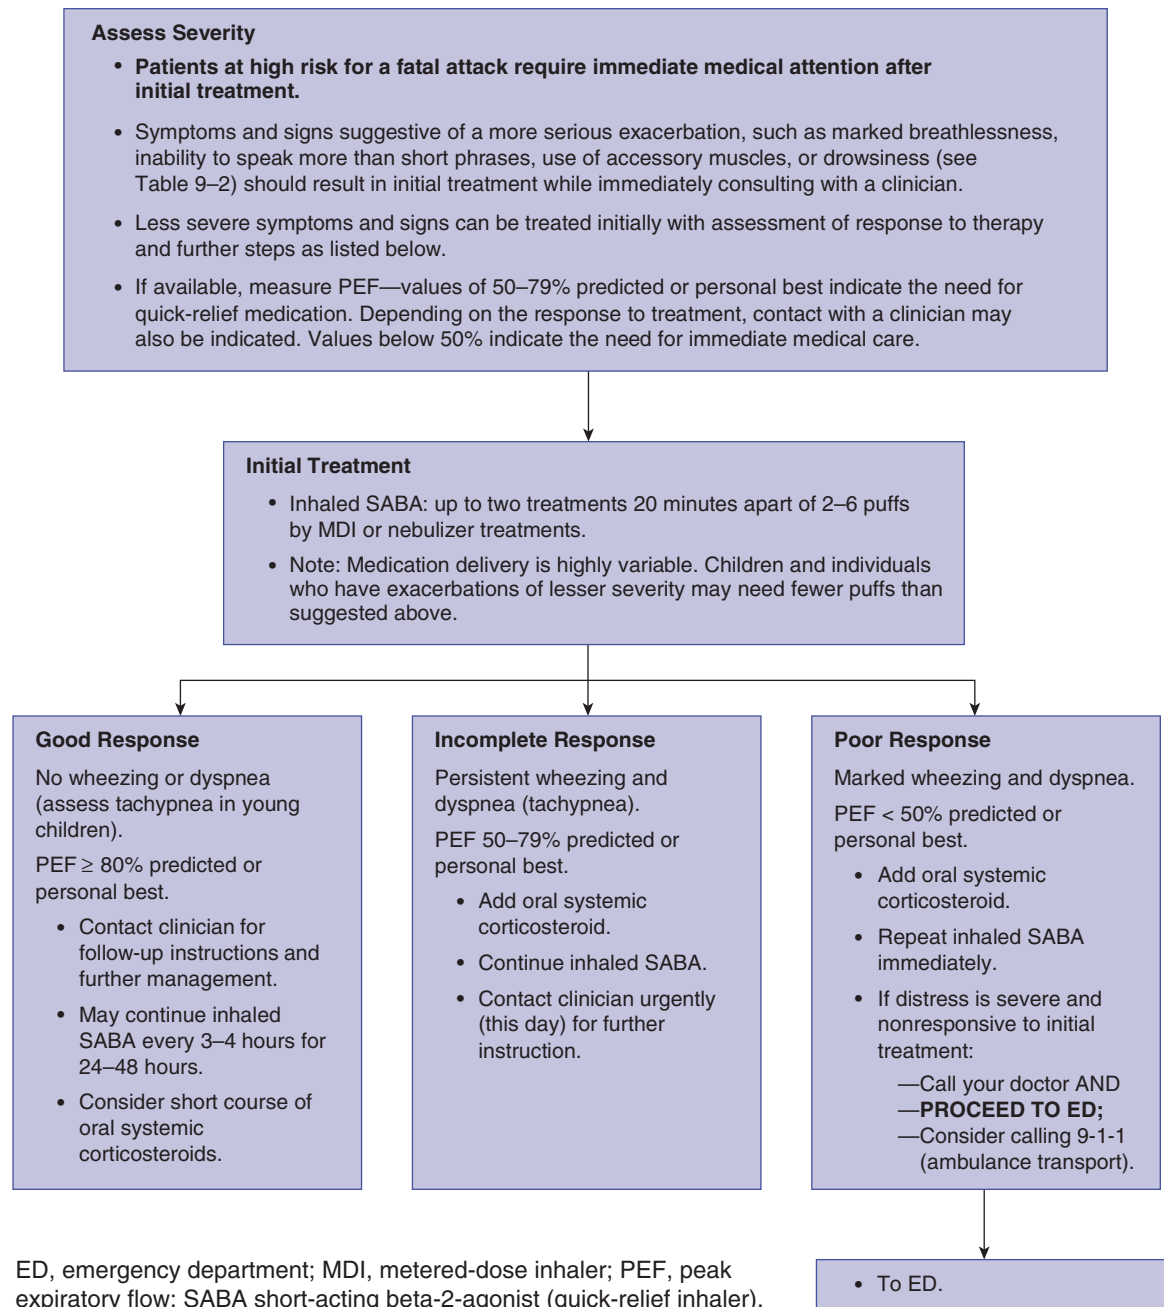 Assess Severity
• Patients at high risk for a fatal attack require immediate medical attention after
initial treatment.
• Symptoms and signs suggestive of a more serious exacerbation, such as marked breathlessness,
inability to speak more than short phrases, use of accessory muscles, or drowsiness (see
Table 9–2) should result in initial treatment while immediately consulting with a clinician.
• Less severe symptoms and signs can be treated initially with assessment of response to therapy
and further steps as listed below.
• If available, measure PEF—values of 50–79% predicted or personal best indicate the need for
quick-relief medication. Depending on the response to treatment, contact with a clinician may
also be indicated. Values below 50% indicate the need for immediate medical care.
Initial Treatment
• Inhaled SABA: up to two treatments 20 minutes apart of 2–6 puffs
by MDI or nebulizer treatments.
• Note: Medication delivery is highly variable. Children and individuals
who have exacerbations of lesser severity may need fewer puffs than
suggested above.
Good Response
No wheezing or dyspnea
(assess tachypnea in young
children).
PEF ≥ 80% predicted or
personal best.
• Contact clinician for
follow-up instructions and
further management.
• May continue inhaled
SABA every 3–4 hours for
24–48 hours.
• Consider short course of
oral systemic
corticosteroids.
Incomplete Response
Persistent wheezing and
dyspnea (tachypnea).
PEF 50–79% predicted or
personal best.
• Add oral systemic
corticosteroid.
• Continue inhaled SABA.
• Contact clinician urgently
(this day) for further
instruction.
Poor Response
Marked wheezing and dyspnea.
PEF < 50% predicted or
personal best.
• Add oral systemic
corticosteroid.
• Repeat inhaled SABA
immediately.
• If distress is severe and
nonresponsive to initial
treatment:
—Call your doctor AND
—PROCEED TO ED;
—Consider calling 9-1-1
(ambulance transport).
• To ED.
ED, emergency department; MDI, metered-dose inhaler; PEF, peak
expiratory flow; SABA short-acting beta-2-agonist (quick-relief inhaler).